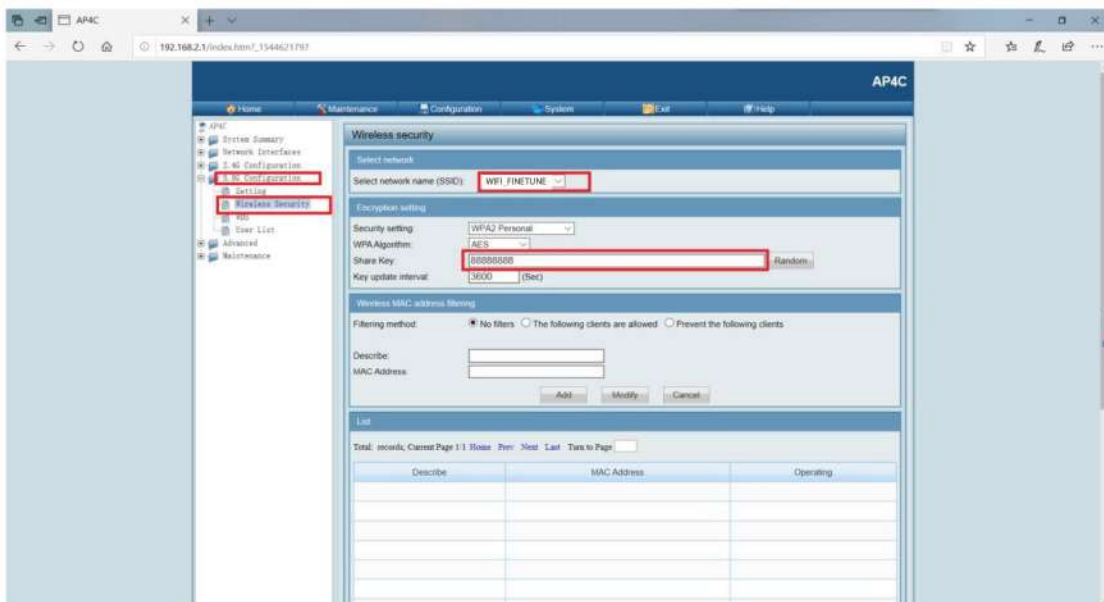 AP4C
192.168.2.1/index.htm?_1544621797
AP4C
Home Maintenance Configuration System Exit Help
AP4C
System Summary
Network Interfaces
2.4G Configuration
5.8G Configuration
Setting
Wireless Security
WDS
User List
Advanced
Maintenance
Wireless security
Select network
Select network name (SSID): WIFI_FINETUNE
Encryption setting
Security setting: WPA2 Personal
WPA Algorithm: AES
Share Key: 88888888 Random
Key update interval: 3600 (Sec)
Wireless MAC address filtering
Filtering method: No filters The following clients are allowed Prevent the following clients
Describe:
MAC Address:
Add Modify Cancel
List
Total: records, Current Page 1/1 Home Prev Next Last Turn to Page
Describe MAC Address Operating